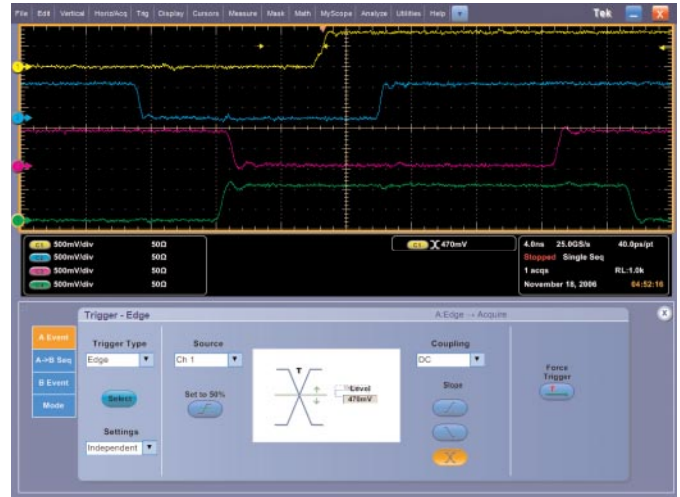 File Edit Vertical Horiz/Acq Trig Display Cursors Measure Mask Math MyScope Analyze Utilities Help Tek X
1
C1 500mV/div 50Ω
500mV/div 50Ω
500mV/div 50Ω
500mV/div 50Ω
C1 470mV
4.0ns 25.0GS/s 40.0ps/pt
Stopped Single Seq
1 acqs RL:1.0k
November 18, 2006 04:52:16
Trigger - Edge A:Edge → Acquire X
A Event
A->B Seq
B Event
Mode
Trigger Type
Edge
Select
Settings
Independent
Source
Ch 1
Set to 50%
T
Level
470mV
Coupling
DC
Slope
Force
Trigger